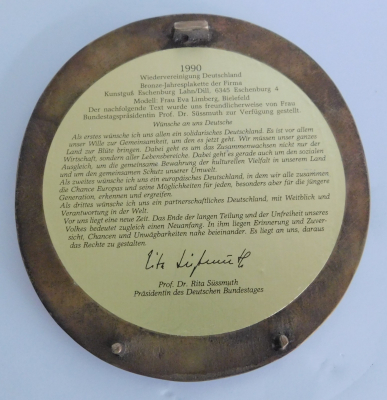 1990
Wiedervereinigung Deutschland
Bronze-Jahresplakette der Firma
Kunstguß Eschenburg Lahn/Dill, 6345 Eschenburg 4
Modell: Frau Eva Limberg, Bielefeld
Der nachfolgende Text wurde uns freundlicherweise von Frau
Bundestagspräsidentin Prof. Dr. Süssmuth zur Verfügung gestellt.
Wünsche an uns Deutsche
Als erstes wünsche ich uns allen ein solidarisches Deutschland. Es ist vor allem
unser Wille zur Gemeinsamkeit, um den es jetzt geht. Wir müssen unser ganzes
Land zur Blüte bringen. Dabei geht es um das Zusammenwachsen nicht nur der
Wirtschaft, sondern aller Lebensbereiche. Dabei geht's gerade auch um den sozialen
Ausgleich, um die gemeinsame Bewahrung der kulturellen Vielfalt in unserem Land
und um den gemeinsamen Schutz unserer Umwelt.
Als zweites wünsche ich uns ein europäisches Deutschland, in dem wir alle zusammen
die Chance Europas und seine Möglichkeiten für jeden, besonders aber für die jüngere
Generation, erkennen und ergreifen.
Als drittes wünsche ich uns ein partnerschaftliches Deutschland, mit Weitblick und
Verantwortung in der Welt.
Vor uns liegt eine neue Zeit. Das Ende der langen Teilung und der Unfreiheit unseres
Volkes bedeutet zugleich einen Neuanfang. In ihm liegen Erinnerung und Zuver-
sicht, Chancen und Unwägbarkeiten nahe beieinander. Es liegt an uns, daraus
das Rechte zu gestalten.
Rita Süssmuth
Prof. Dr. Rita Süssmuth
Präsidentin des Deutschen Bundestages